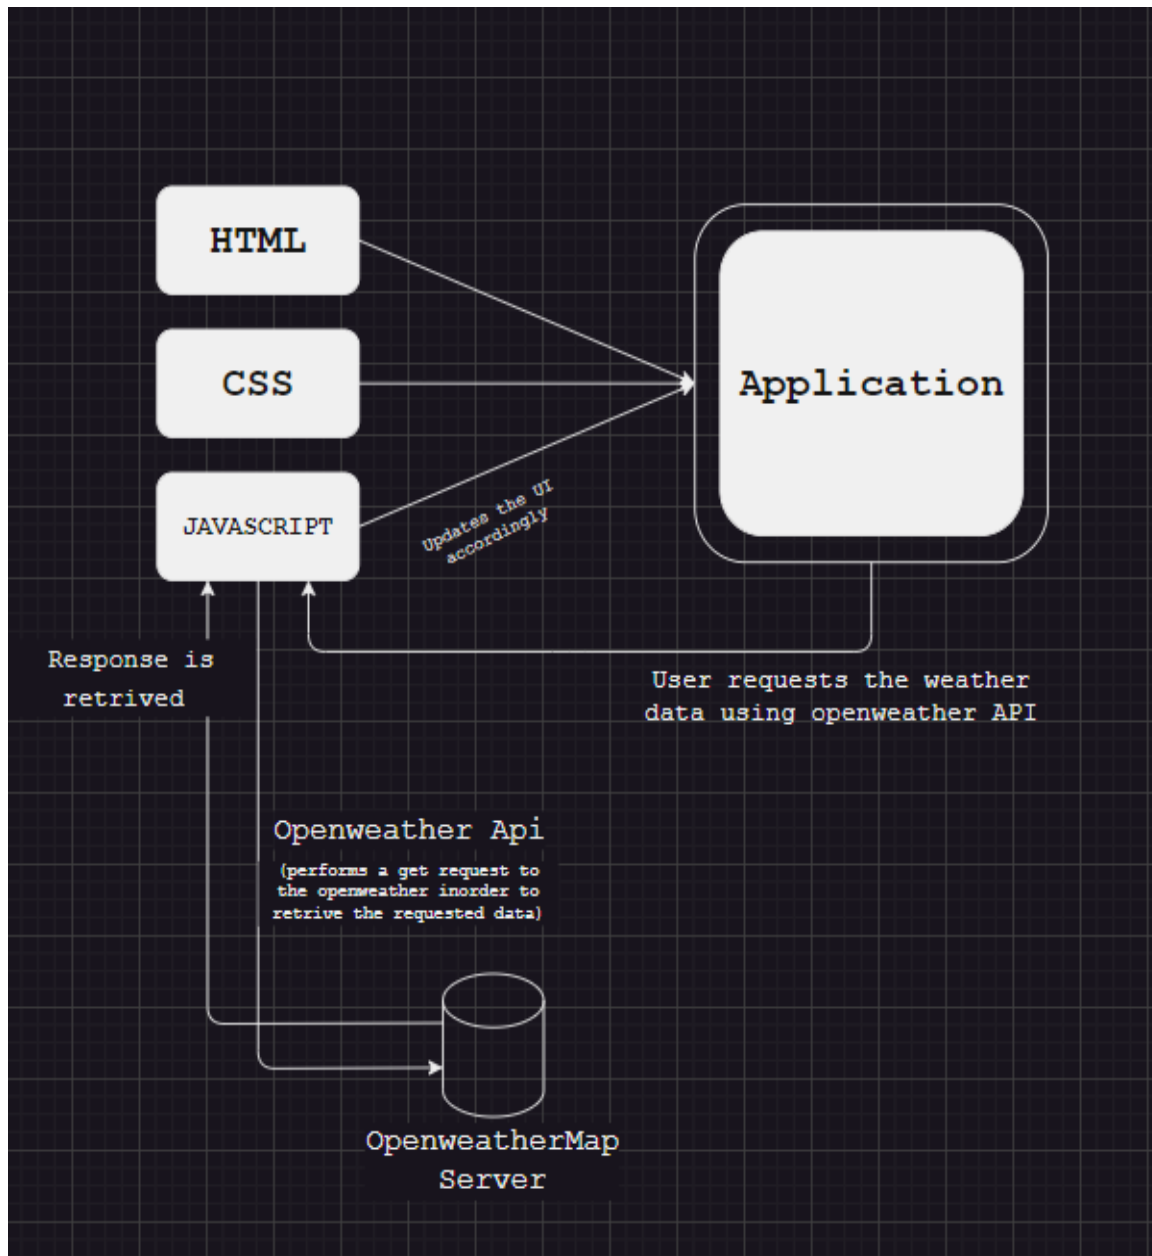 HTML
CSS
Application
JAVASCRIPT
Updates the UI
accordingly
Response is
retrived
User requests the weather
data using openweather API
Openweather Api
(performs a get request to
the openweather inorder to
retrive the requested data)
OpenweatherMap
Server